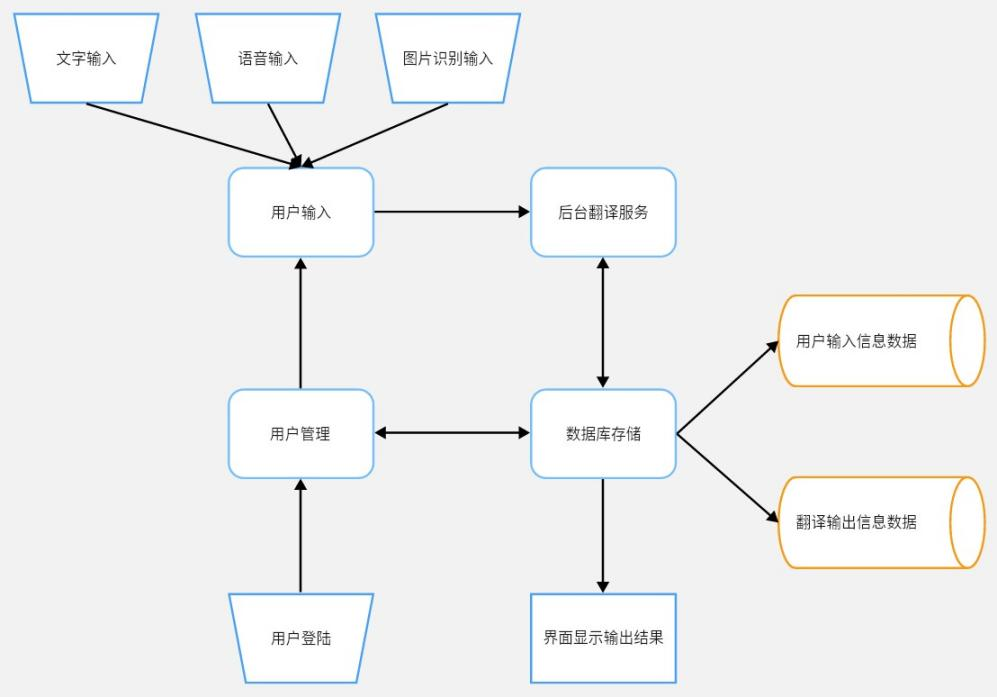 文字输入
语音输入
图片识别输入
用户输入
后台翻译服务
用户输入信息数据
用户管理
数据库存储
翻译输出信息数据
用户登陆
界面显示输出结果